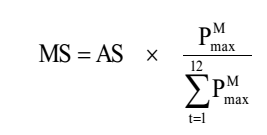 MS = AS × P^M_max / ∑_{t=1}^{12} P^M_max